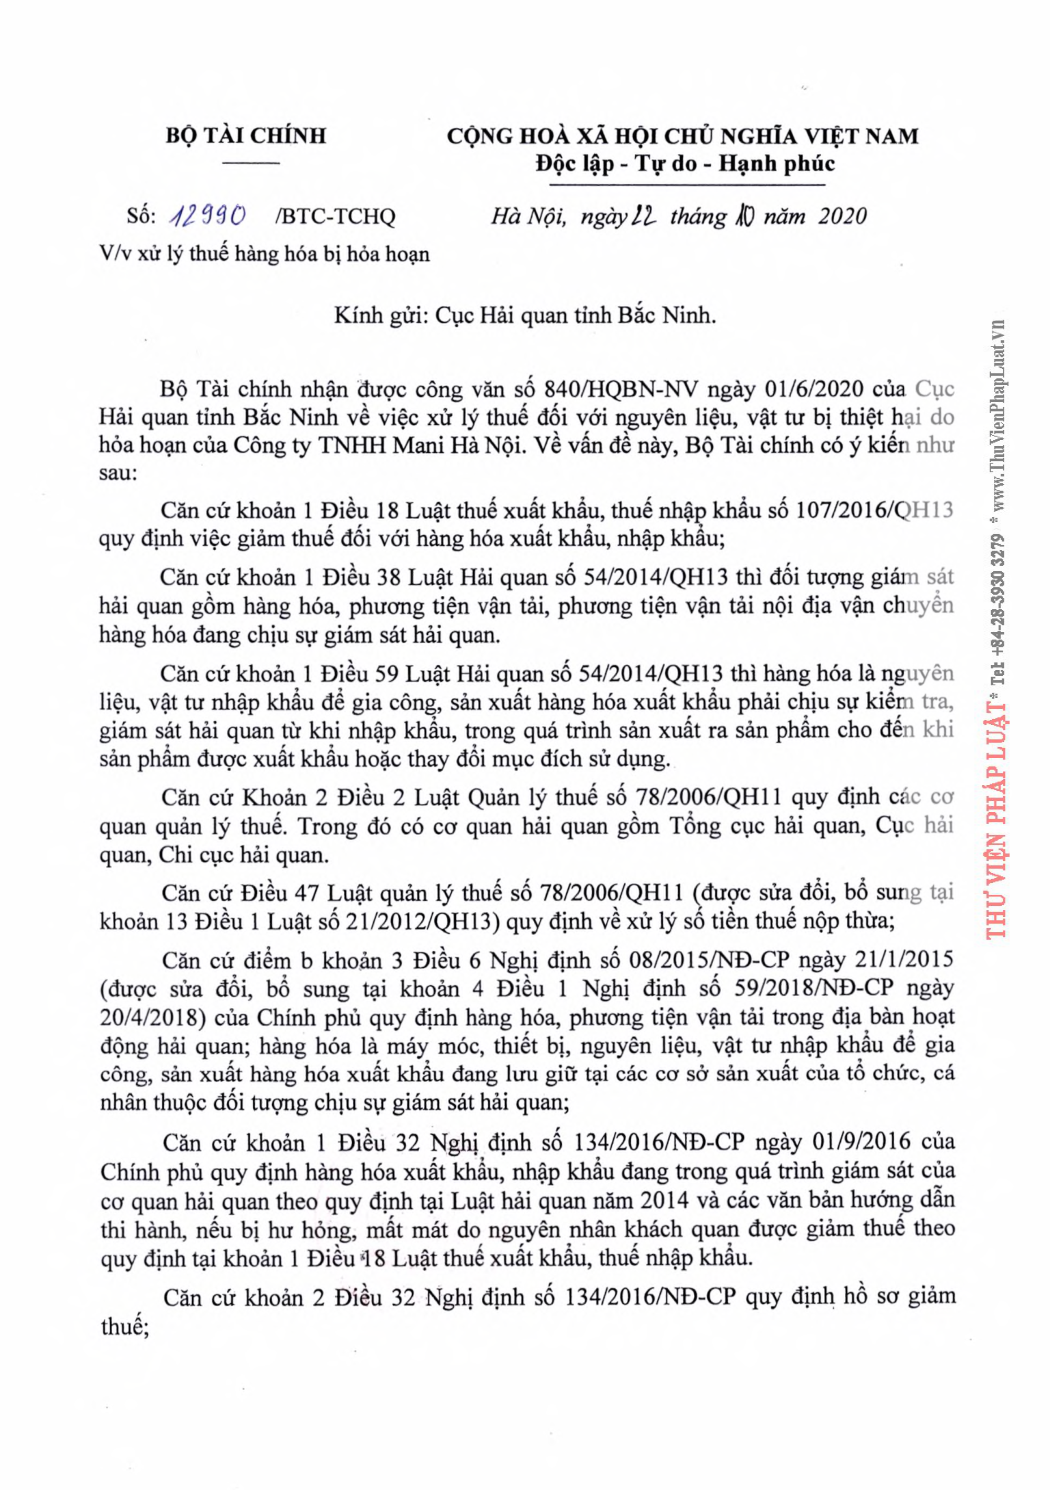 BỘ TÀI CHÍNH
CỘNG HOÀ XÃ HỘI CHỦ NGHĨA VIỆT NAM
Độc lập - Tự do - Hạnh phúc
Số: 12990 /BTC-TCHQ
Hà Nội, ngày 22 tháng 10 năm 2020
V/v xử lý thuế hàng hóa bị hỏa hoạn
Kính gửi: Cục Hải quan tỉnh Bắc Ninh.
Bộ Tài chính nhận được công văn số 840/HQBN-NV ngày 01/6/2020 của Cục
Hải quan tỉnh Bắc Ninh về việc xử lý thuế đối với nguyên liệu, vật tư bị thiệt hại do
hỏa hoạn của Công ty TNHH Mani Hà Nội. Về vấn đề này, Bộ Tài chính có ý kiến như
sau:
Căn cứ khoản 1 Điều 18 Luật thuế xuất khẩu, thuế nhập khẩu số 107/2016/QH13
quy định việc giảm thuế đối với hàng hóa xuất khẩu, nhập khẩu;
Căn cứ khoản 1 Điều 38 Luật Hải quan số 54/2014/QH13 thì đối tượng giám sát
hải quan gồm hàng hóa, phương tiện vận tải, phương tiện vận tải nội địa vận chuyển
hàng hóa đang chịu sự giám sát hải quan.
Căn cứ khoản 1 Điều 59 Luật Hải quan số 54/2014/QH13 thì hàng hóa là nguyên
liệu, vật tư nhập khẩu để gia công, sản xuất hàng hóa xuất khẩu phải chịu sự kiểm tra,
giám sát hải quan từ khi nhập khẩu, trong quá trình sản xuất ra sản phẩm cho đến khi
sản phẩm được xuất khẩu hoặc thay đổi mục đích sử dụng.
Căn cứ Khoản 2 Điều 2 Luật Quản lý thuế số 78/2006/QH11 quy định các cơ
quan quản lý thuế. Trong đó có cơ quan hải quan gồm Tổng cục hải quan, Cục hải
quan, Chi cục hải quan.
Căn cứ Điều 47 Luật quản lý thuế số 78/2006/QH11 (được sửa đổi, bổ sung tại
khoản 13 Điều 1 Luật số 21/2012/QH13) quy định về xử lý số tiền thuế nộp thừa;
Căn cứ điểm b khoản 3 Điều 6 Nghị định số 08/2015/NĐ-CP ngày 21/1/2015
(được sửa đổi, bổ sung tại khoản 4 Điều 1 Nghị định số 59/2018/NĐ-CP ngày
20/4/2018) của Chính phủ quy định hàng hóa, phương tiện vận tải trong địa bàn hoạt
động hải quan; hàng hóa là máy móc, thiết bị, nguyên liệu, vật tư nhập khẩu để gia
công, sản xuất hàng hóa xuất khẩu đang lưu giữ tại các cơ sở sản xuất của tổ chức, cá
nhân thuộc đối tượng chịu sự giám sát hải quan;
Căn cứ khoản 1 Điều 32 Nghị định số 134/2016/NĐ-CP ngày 01/9/2016 của
Chính phủ quy định hàng hóa xuất khẩu, nhập khẩu đang trong quá trình giám sát của
cơ quan hải quan theo quy định tại Luật hải quan năm 2014 và các văn bản hướng dẫn
thi hành, nếu bị hư hỏng, mất mát do nguyên nhân khách quan được giảm thuế theo
quy định tại khoản 1 Điều 18 Luật thuế xuất khẩu, thuế nhập khẩu.
Căn cứ khoản 2 Điều 32 Nghị định số 134/2016/NĐ-CP quy định hồ sơ giảm
thuế;
THƯ VIỆN PHÁP LUẬT * Tel: +84-28-3930 3279 * www.ThuVienPhapLuat.vn